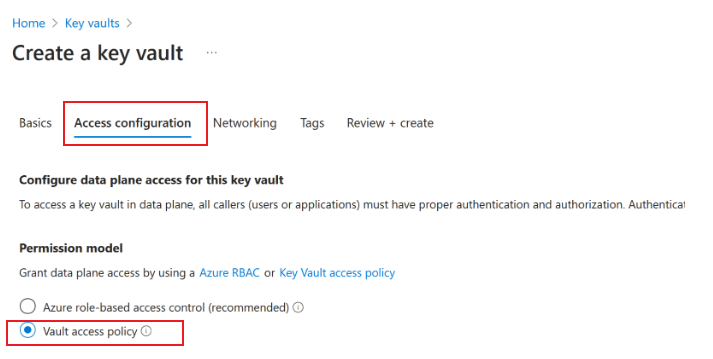 Home > Key vaults >
Create a key vault ...
Basics Access configuration Networking Tags Review + create
Configure data plane access for this key vault
To access a key vault in data plane, all callers (users or applications) must have proper authentication and authorization. Authenticat
Permission model
Grant data plane access by using a Azure RBAC or Key Vault access policy
Azure role-based access control (recommended)
Vault access policy